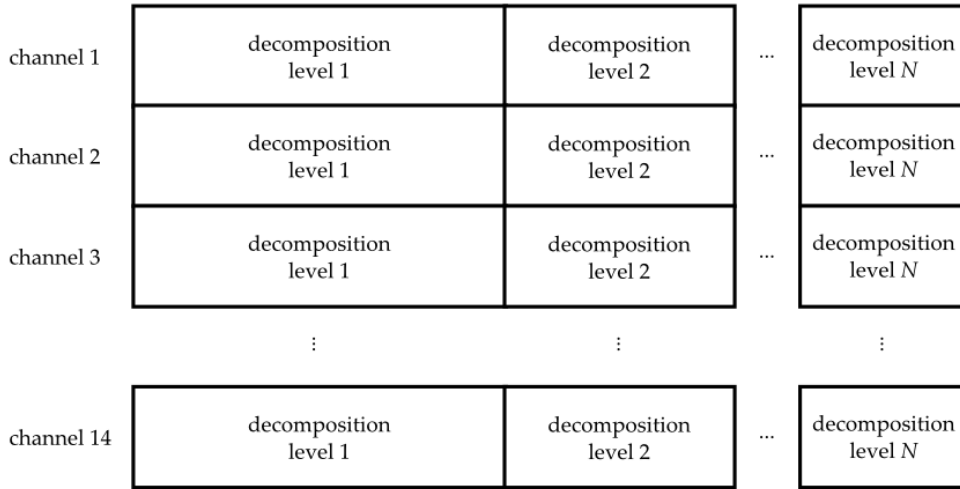 channel 1
decomposition
level 1
decomposition
level 2
...
decomposition
level N
channel 2
decomposition
level 1
decomposition
level 2
...
decomposition
level N
channel 3
decomposition
level 1
decomposition
level 2
...
decomposition
level N
⋮ ⋮ ⋮
channel 14
decomposition
level 1
decomposition
level 2
...
decomposition
level N